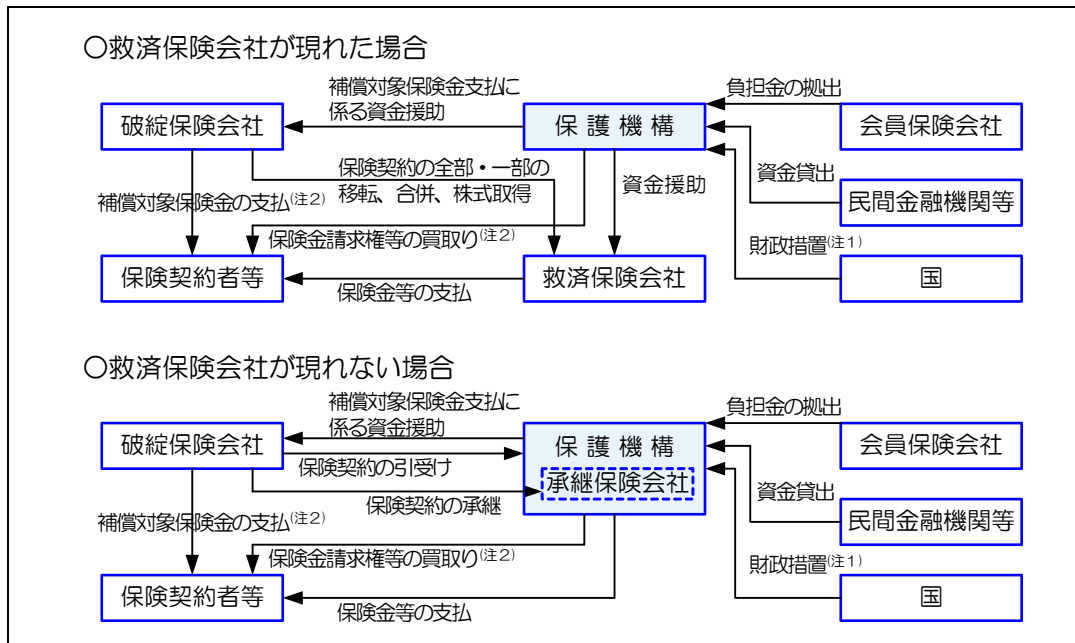 〇救済保険会社が現れた場合
補償対象保険金支払に
係る資金援助
負担金の拠出
破綻保険会社
保護機構
会員保険会社
保険契約の全部・一部の
移転、合併、株式取得
資金援助
資金貸出
補償対象保険金の支払(注2)
民間金融機関等
保険金請求権等の買取り(注2)
財政措置(注1)
保険契約者等
救済保険会社
国
保険金等の支払
〇救済保険会社が現れない場合
補償対象保険金支払に
係る資金援助
負担金の拠出
破綻保険会社
保護機構
会員保険会社
保険契約の引受け
承継保険会社
保険契約の承継
資金貸出
補償対象保険金の支払(注2)
民間金融機関等
保険金請求権等の買取り(注2)
財政措置(注1)
保険契約者等
国
保険金等の支払